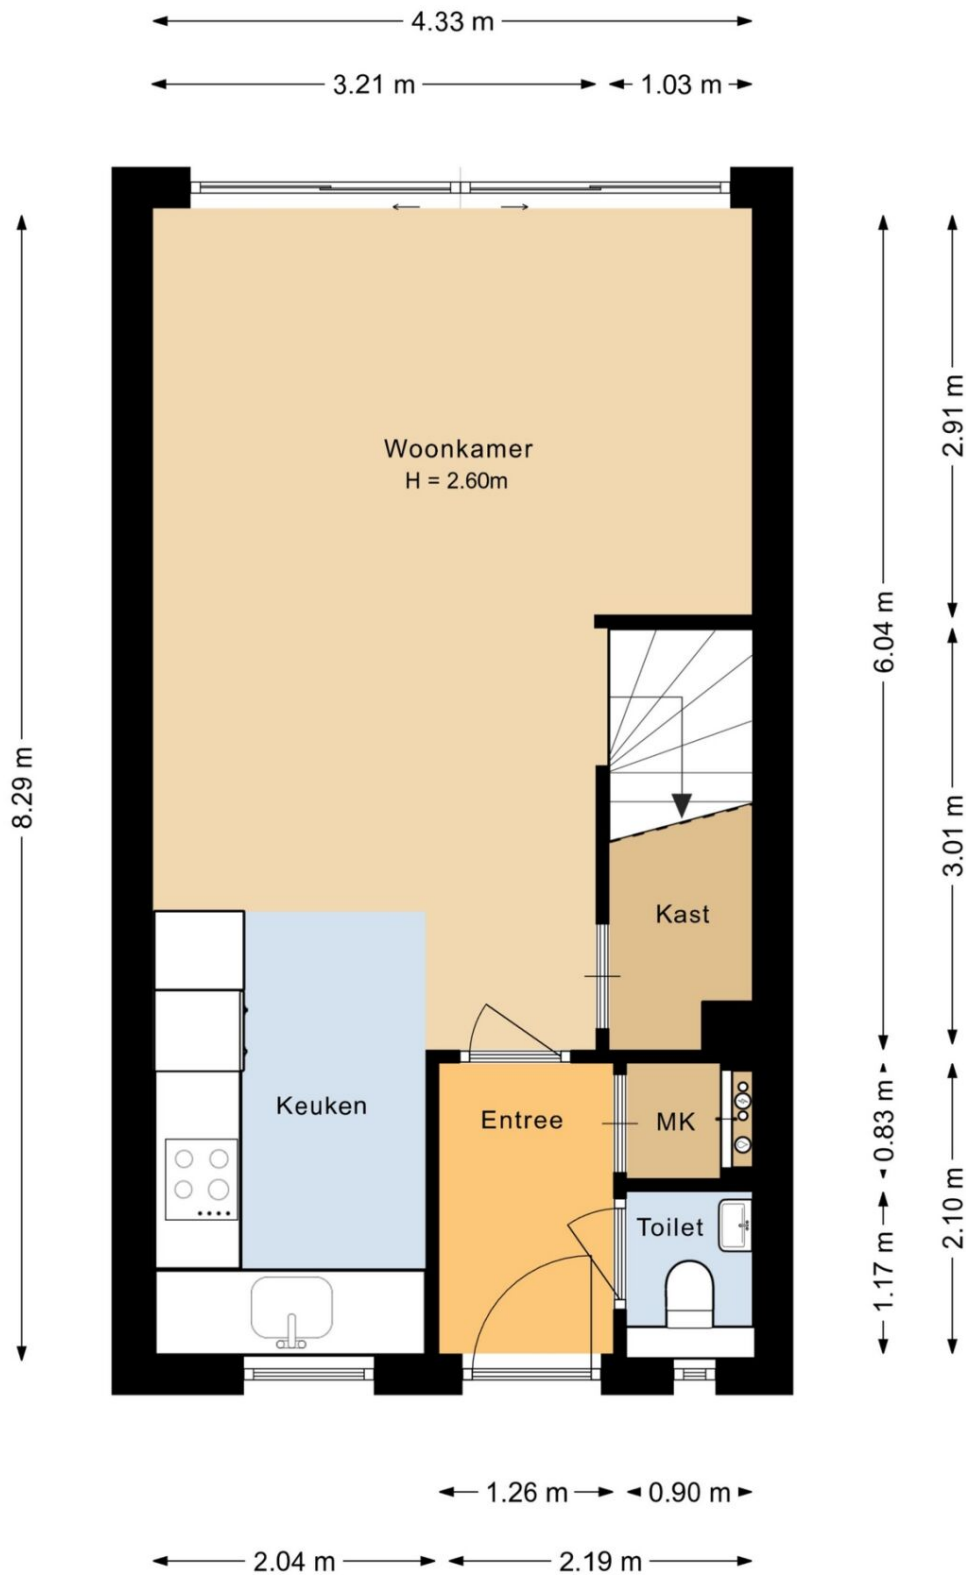 4.33 m
3.21 m
1.03 m
Woonkamer
H = 2.60m
2.91 m
6.04 m
8.29 m
3.01 m
Kast
Keuken
Entree
MK
0.83 m
Toilet
1.17 m
2.10 m
1.26 m
0.90 m
2.04 m
2.19 m